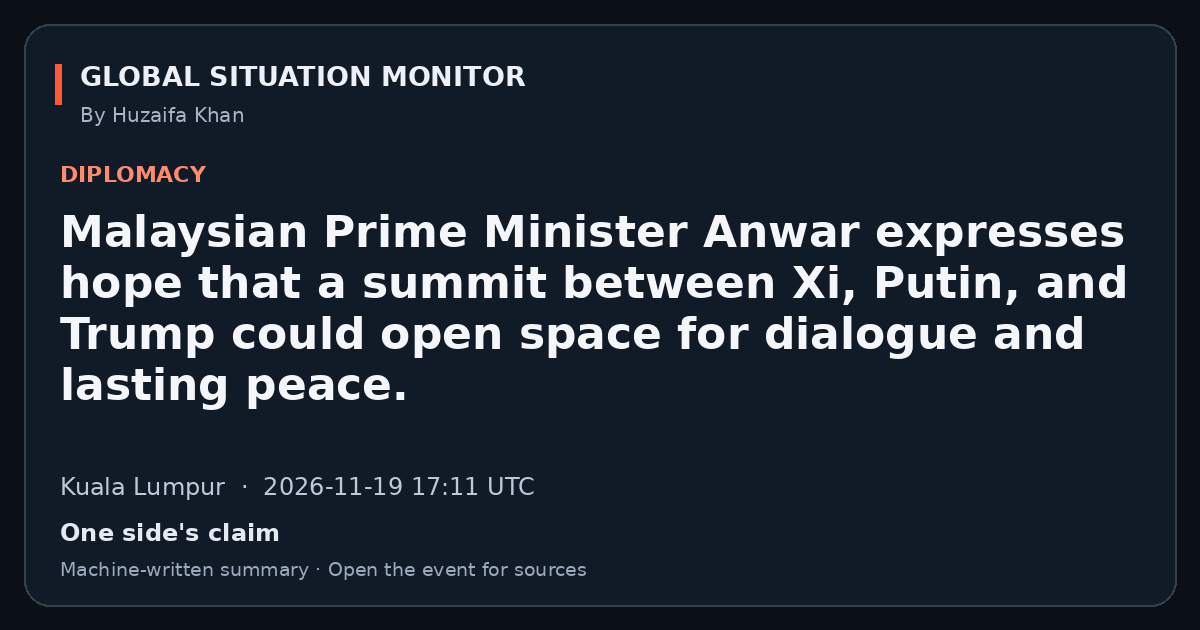 GLOBAL SITUATION MONITOR
By Huzaifa Khan
DIPLOMACY
Malaysian Prime Minister Anwar expresses
hope that a summit between Xi, Putin, and
Trump could open space for dialogue and
lasting peace.
Kuala Lumpur · 2026-11-19 17:11 UTC
One side's claim
Machine-written summary · Open the event for sources